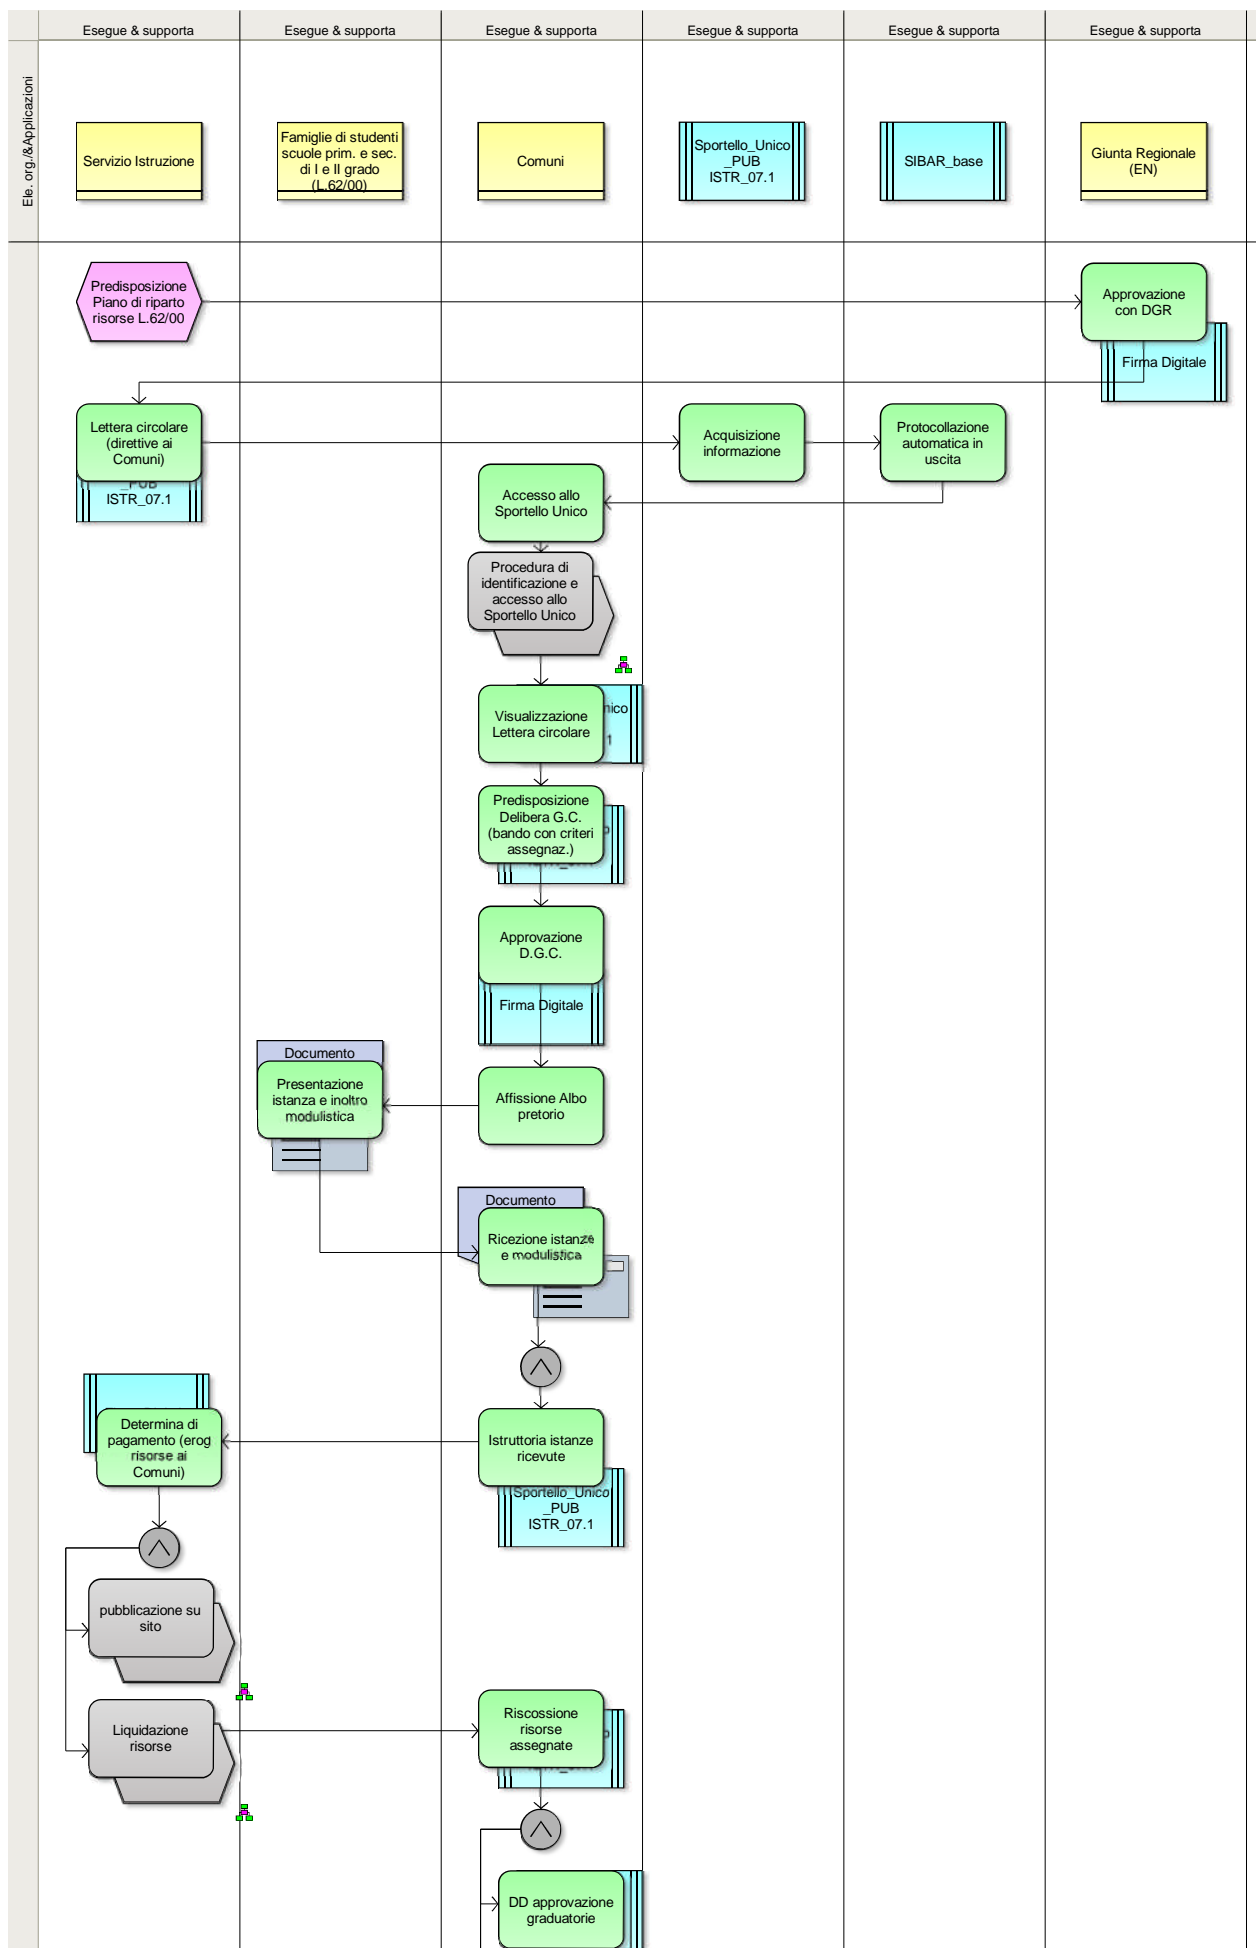 Esegue & supporta
Esegue & supporta
Esegue & supporta
Esegue & supporta
Esegue & supporta
Esegue & supporta
Ele. org./&Applicazioni
Servizio Istruzione
Famiglie di studenti
scuole prim. e sec.
di I e II grado
(L.62/00)
Comuni
Sportello_Unico
_PUB
ISTR_07.1
SIBAR_base
Giunta Regionale
(EN)
Predisposizione
Piano di riparto
risorse L.62/00
Approvazione
con DGR
Firma Digitale
Lettera circolare
(direttive ai
Comuni)
_PUB
ISTR_07.1
Acquisizione
informazione
Protocollazione
automatica in
uscita
Accesso allo
Sportello Unico
Procedura di
identificazione e
accesso allo
Sportello Unico
Visualizzazione
Lettera circolare
nico
1
Predisposizione
Delibera G.C.
(bando con criteri
assegnaz.)
Approvazione
D.G.C.
Firma Digitale
Documento
Presentazione
istanza e inoltro
modulistica
Affissione Albo
pretorio
Documento
Ricezione istanze
e modulistica
Determina di
pagamento (erog
risorse ai
Comuni)
Istruttoria istanze
ricevute
Sportello_Unico
_PUB
ISTR_07.1
pubblicazione su
sito
Liquidazione
risorse
Riscossione
risorse
assegnate
DD approvazione
graduatorie